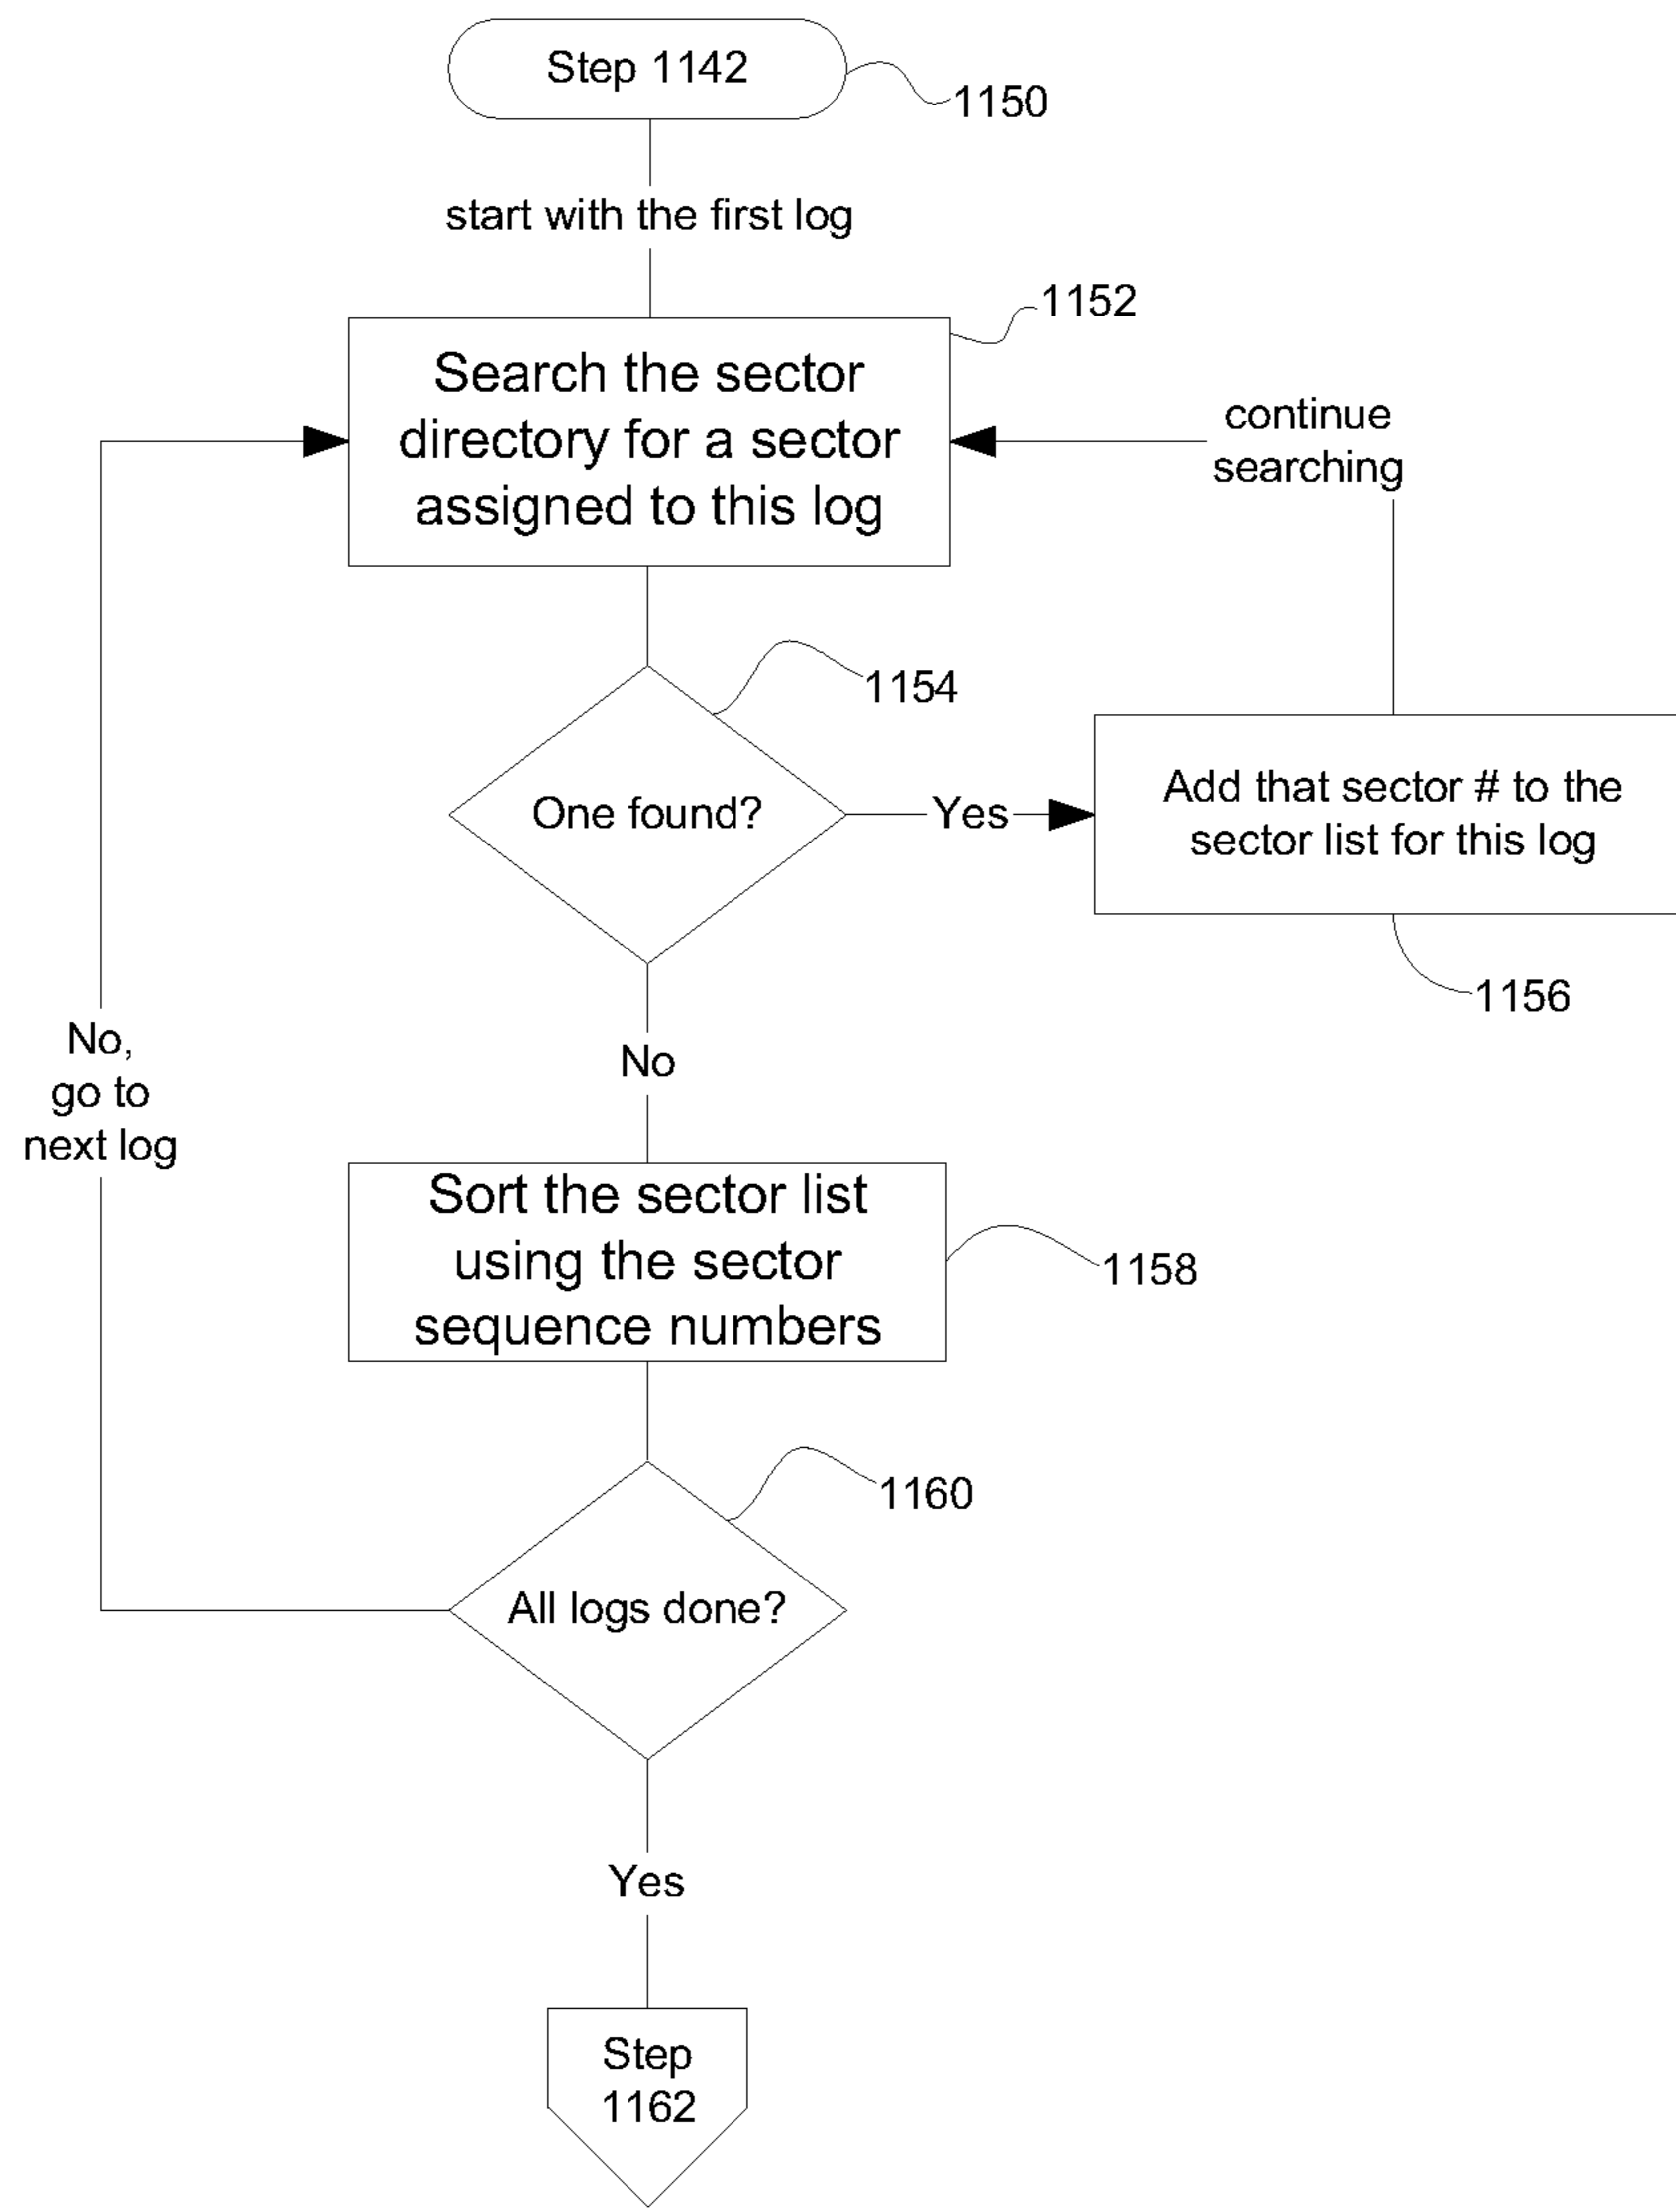 Step 1142
1150
start with the first log
1152
Search the sector
directory for a sector
assigned to this log
continue
searching
1154
One found?
Yes
Add that sector # to the
sector list for this log
1156
No
No,
go to
next log
Sort the sector list
using the sector
sequence numbers
1158
1160
All logs done?
Yes
Step
1162